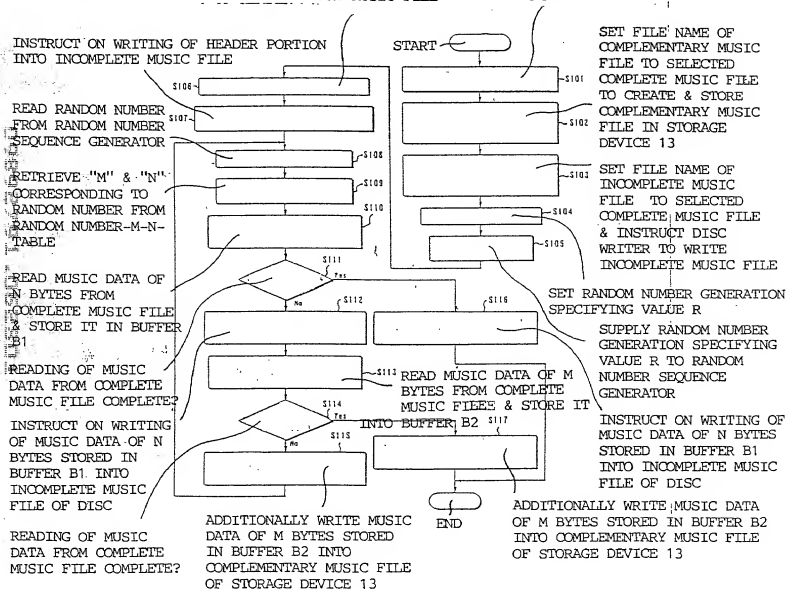 MUSIC FILE
INSTRUCT ON WRITING OF HEADER PORTION
INTO INCOMPLETE MUSIC FILE
READ RANDOM NUMBER
FROM RANDOM NUMBER
SEQUENCE GENERATOR
RETRIEVE "M" & "N"
CORRESPONDING TO
RANDOM NUMBER FROM
RANDOM NUMBER-M-N-
TABLE
READ MUSIC DATA OF
N BYTES FROM
COMPLETE MUSIC FILE
& STORE IT IN BUFFER
B1
READING OF MUSIC
DATA FROM COMPLETE
MUSIC FILE COMPLETE?
INSTRUCT ON WRITING
OF MUSIC DATA OF N
BYTES STORED IN
BUFFER B1 INTO
INCOMPLETE MUSIC
FILE OF DISC
READING OF MUSIC
DATA FROM COMPLETE
MUSIC FILE COMPLETE?
S106
S107
S108
S109
S110
S111
Yes
No
S112
S113
S114
Yes
No
S115
ADDITIONALLY WRITE MUSIC
DATA OF M BYTES STORED
IN BUFFER B2 INTO
COMPLEMENTARY MUSIC FILE
OF STORAGE DEVICE 13
START
S101
S102
S103
S104
S105
S116
READ MUSIC DATA OF M
BYTES FROM COMPLETE
MUSIC FILE & STORE IT
INTO BUFFER B2
S117
END
SET FILE NAME OF
COMPLEMENTARY MUSIC
FILE TO SELECTED
COMPLETE MUSIC FILE
TO CREATE & STORE
COMPLEMENTARY MUSIC
FILE IN STORAGE
DEVICE 13
SET FILE NAME OF
INCOMPLETE MUSIC
FILE TO SELECTED
COMPLETE MUSIC FILE
& INSTRUCT DISC
WRITER TO WRITE
INCOMPLETE MUSIC FILE
SET RANDOM NUMBER GENERATION
SPECIFYING VALUE R
SUPPLY RANDOM NUMBER
GENERATION SPECIFYING
VALUE R TO RANDOM
NUMBER SEQUENCE
GENERATOR
INSTRUCT ON WRITING OF
MUSIC DATA OF N BYTES
STORED IN BUFFER B1
INTO INCOMPLETE MUSIC
FILE OF DISC
ADDITIONALLY WRITE MUSIC DATA
OF M BYTES STORED IN BUFFER B2
INTO COMPLEMENTARY MUSIC FILE
OF STORAGE DEVICE 13